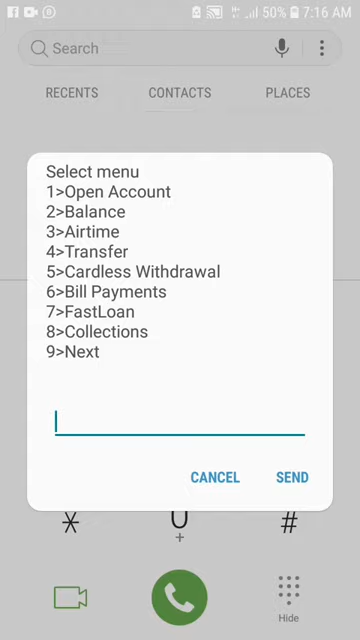 50% 7:16 AM
Search
RECENTS CONTACTS PLACES
Select menu
1>Open Account
2>Balance
3>Airtime
4>Transfer
5>Cardless Withdrawal
6>Bill Payments
7>FastLoan
8>Collections
9>Next
CANCEL SEND
* 0 #
+
Hide